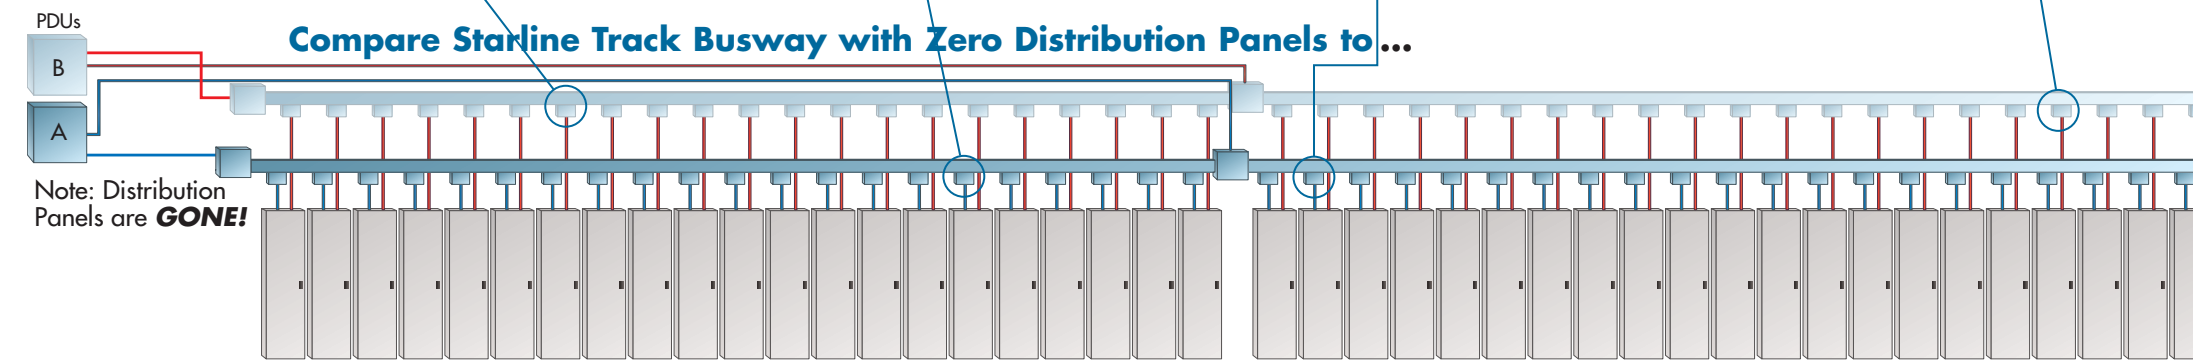 PDUs
Compare Starline Track Busway with Zero Distribution Panels to ...
B
A
Note: Distribution
Panels are GONE!